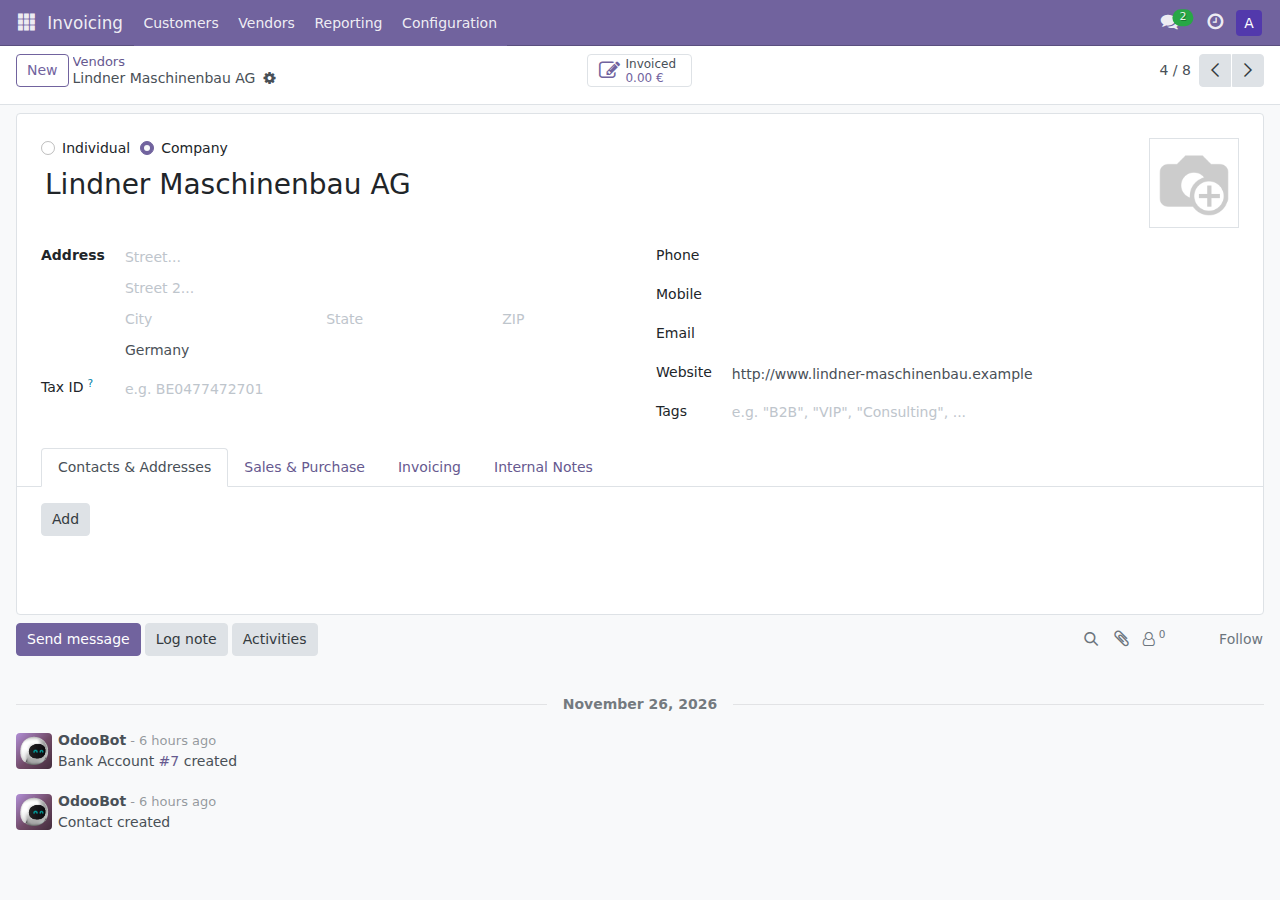 Invoicing Customers Vendors Reporting Configuration 2 A
New Vendors
Lindner Maschinenbau AG
Invoiced
0.00 €
4 / 8
Individual Company
Lindner Maschinenbau AG
Address Street...
Street 2...
City State ZIP
Germany
Tax ID ? e.g. BE0477472701
Phone
Mobile
Email
Website http://www.lindner-maschinenbau.example
Tags e.g. "B2B", "VIP", "Consulting", ...
Contacts & Addresses Sales & Purchase Invoicing Internal Notes
Add
Send message Log note Activities 0 Follow
November 26, 2026
OdooBot - 6 hours ago
Bank Account #7 created
OdooBot - 6 hours ago
Contact created